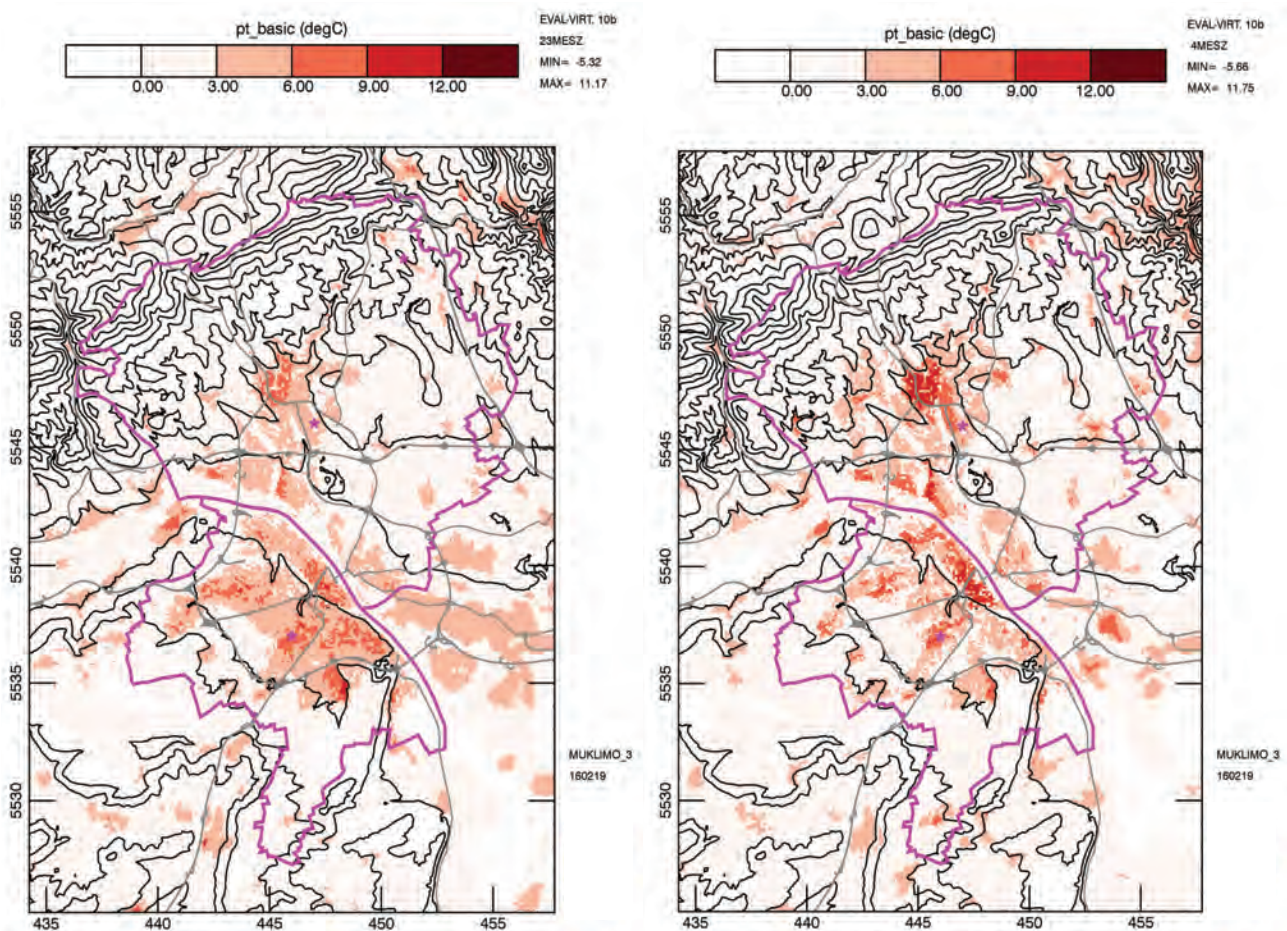 pt_basic (degC)
0.00 3.00 6.00 9.00 12.00
EVAL-VIRT. 10b
23MESZ
MIN= -5.32
MAX= 11.17
5555
5550
5545
5540
5535
5530
435 440 445 450 455
MUKLIMO_3
160219
pt_basic (degC)
0.00 3.00 6.00 9.00 12.00
EVAL-VIRT. 10b
4MESZ
MIN= -5.66
MAX= 11.75
5555
5550
5545
5540
5535
5530
435 440 445 450 455
MUKLIMO_3
160219